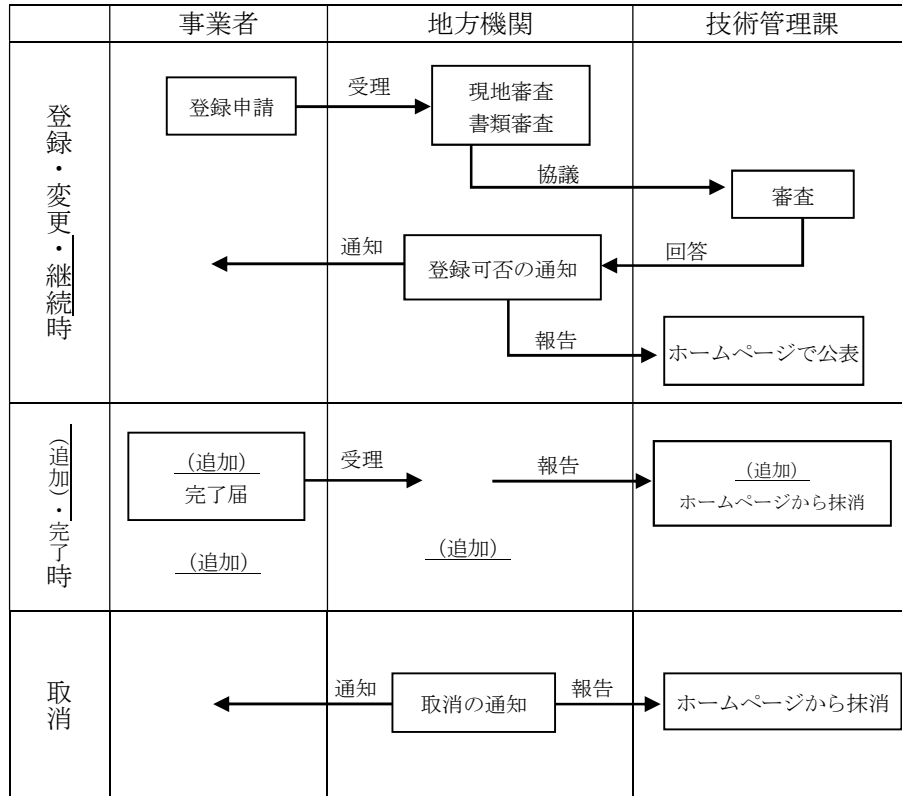 事業者
地方機関
技術管理課
登録・変更・継続時
登録申請
受理
現地審査
書類審査
協議
審査
回答
登録可否の通知
通知
報告
ホームページで公表
(追加)・完了時
(追加)
完了届
受理
報告
(追加)
ホームページから抹消
(追加)
(追加)
取消
通知
取消の通知
報告
ホームページから抹消